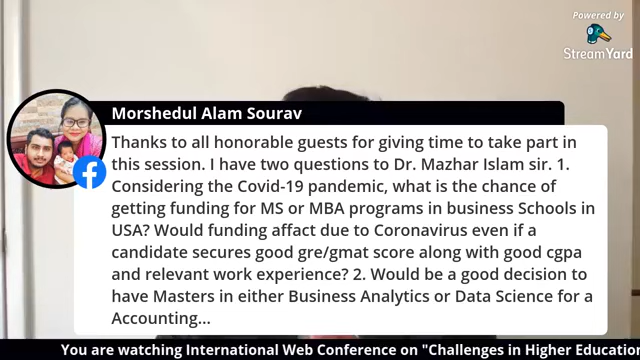 Powered by
StreamYard
Morshedul Alam Sourav
Thanks to all honorable guests for giving time to take part in
this session. I have two questions to Dr. Mazhar Islam sir. 1.
Considering the Covid-19 pandemic, what is the chance of
getting funding for MS or MBA programs in business Schools in
USA? Would funding affact due to Coronavirus even if a
candidate secures good gre/gmat score along with good cgpa
and relevant work experience? 2. Would be a good decision to
have Masters in either Business Analytics or Data Science for a
Accounting...
You are watching International Web Conference on "Challenges in Higher Education